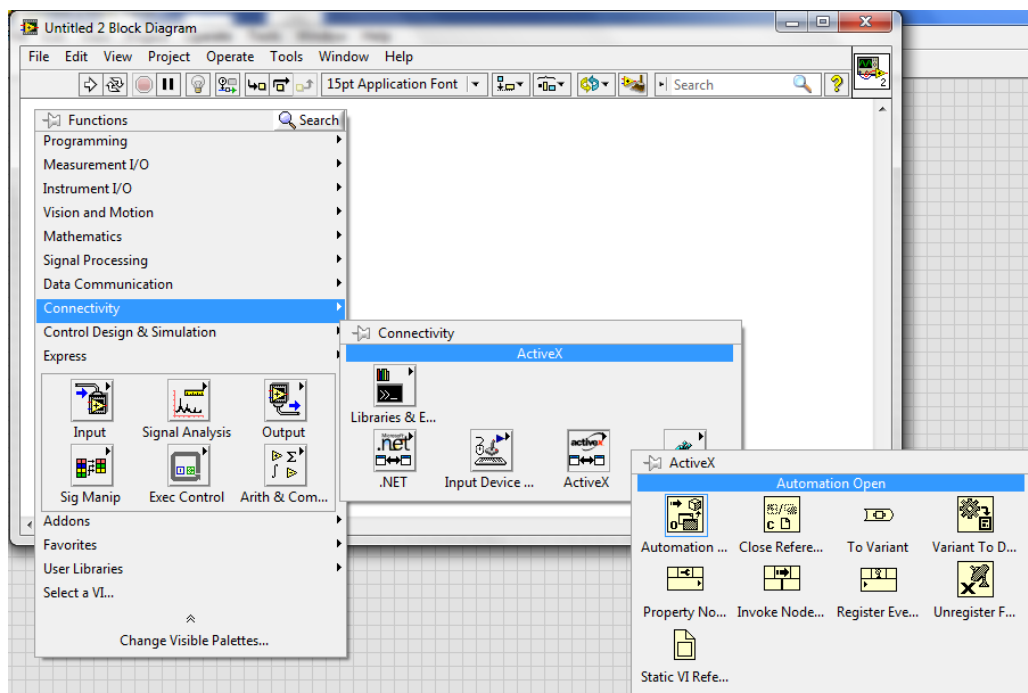 Untitled 2 Block Diagram
File Edit View Project Operate Tools Window Help
15pt Application Font
Search
2
Functions
Search
Programming
Measurement I/O
Instrument I/O
Vision and Motion
Mathematics
Signal Processing
Data Communication
Connectivity
Control Design & Simulation
Express
Input Signal Analysis Output
Sig Manip Exec Control Arith & Com...
Addons
Favorites
User Libraries
Select a VI...
Change Visible Palettes...
Connectivity
ActiveX
Libraries & E...
.NET Input Device ... ActiveX
ActiveX
Automation Open
Automation ... Close Refere... To Variant Variant To D...
Property No... Invoke Node... Register Eve... Unregister F...
Static VI Refe...